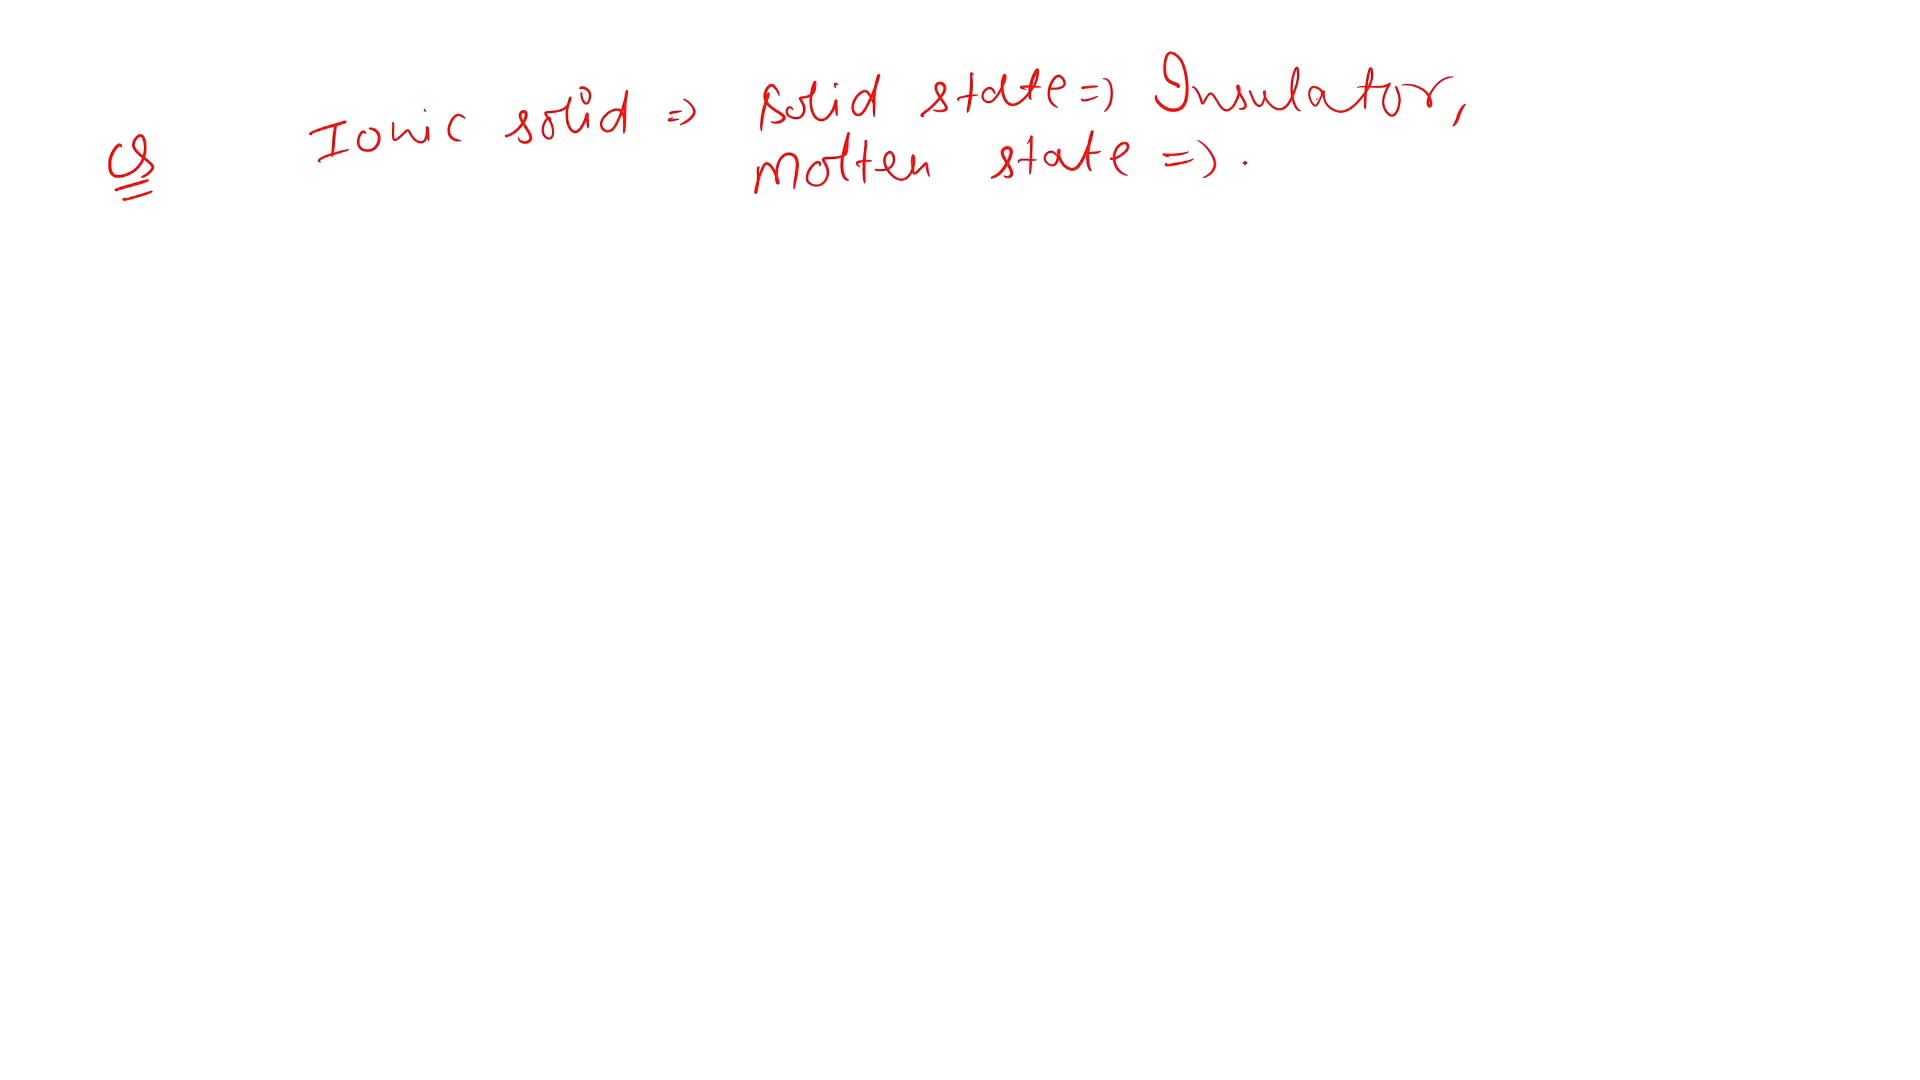 Ionic solid => solid state => Insulator,
molten state => .